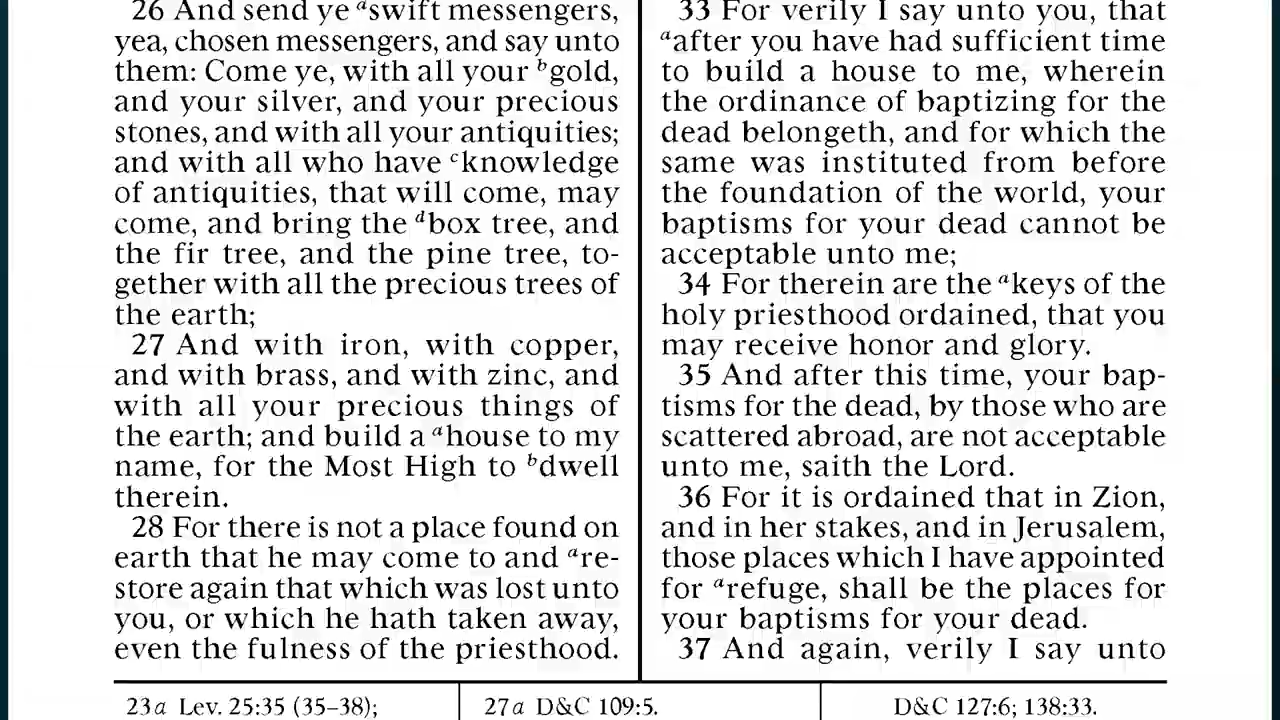 26 And send ye ᵃswift messengers,
yea, chosen messengers, and say unto
them: Come ye, with all your ᵇgold,
and your silver, and your precious
stones, and with all your antiquities;
and with all who have ᶜknowledge
of antiquities, that will come, may
come, and bring the ᵈbox tree, and
the fir tree, and the pine tree, to-
gether with all the precious trees of
the earth;
27 And with iron, with copper,
and with brass, and with zinc, and
with all your precious things of
the earth; and build a ᵃhouse to my
name, for the Most High to ᵇdwell
therein.
28 For there is not a place found on
earth that he may come to and ᵃre-
store again that which was lost unto
you, or which he hath taken away,
even the fulness of the priesthood.
33 For verily I say unto you, that
ᵃafter you have had sufficient time
to build a house to me, wherein
the ordinance of baptizing for the
dead belongeth, and for which the
same was instituted from before
the foundation of the world, your
baptisms for your dead cannot be
acceptable unto me;
34 For therein are the ᵃkeys of the
holy priesthood ordained, that you
may receive honor and glory.
35 And after this time, your bap-
tisms for the dead, by those who are
scattered abroad, are not acceptable
unto me, saith the Lord.
36 For it is ordained that in Zion,
and in her stakes, and in Jerusalem,
those places which I have appointed
for ᵃrefuge, shall be the places for
your baptisms for your dead.
37 And again, verily I say unto
23a Lev. 25:35 (35–38);
27a D&C 109:5.
D&C 127:6; 138:33.